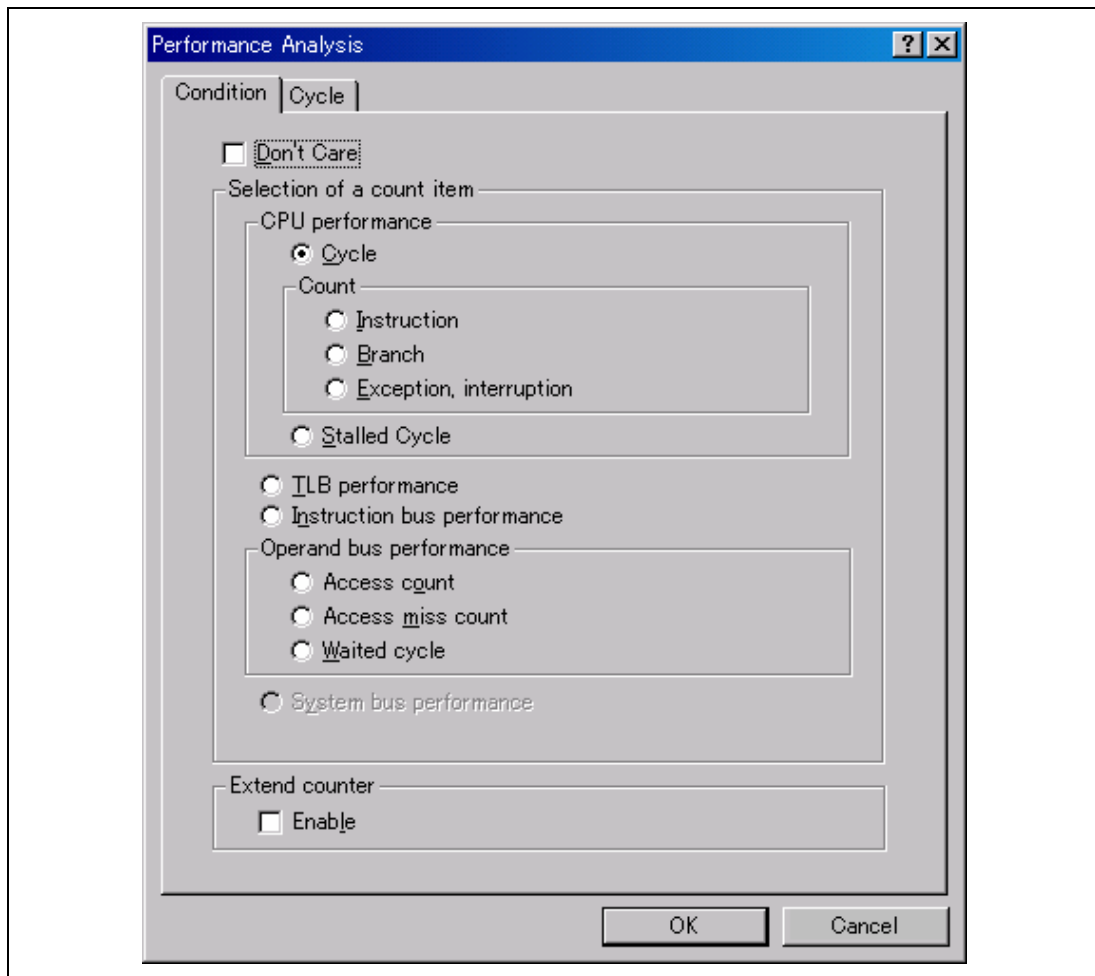 Performance Analysis
Condition Cycle
Don't Care
Selection of a count item
CPU performance
Cycle
Count
Instruction
Branch
Exception, interruption
Stalled Cycle
TLB performance
Instruction bus performance
Operand bus performance
Access count
Access miss count
Waited cycle
System bus performance
Extend counter
Enable
OK Cancel